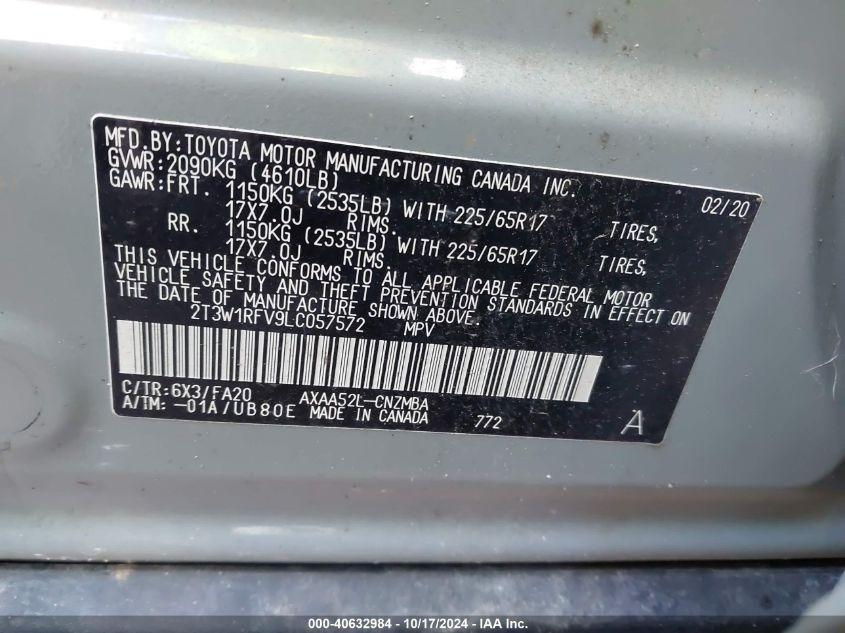 MFD.BY:TOYOTA MOTOR MANUFACTURING CANADA INC. 02/20
GVWR:2090KG (4610LB)
GAWR:FRT. 1150KG (2535LB) WITH 225/65R17 TIRES,
17X7.0J RIMS.
RR. 1150KG (2535LB) WITH 225/65R17 TIRES,
17X7.0J RIMS.
THIS VEHICLE CONFORMS TO ALL APPLICABLE FEDERAL MOTOR
VEHICLE SAFETY AND THEFT PREVENTION STANDARDS IN EFFECT ON
THE DATE OF MANUFACTURE SHOWN ABOVE.
2T3W1RFV9LC057572 MPV
C/TR:6X3/FA20 AXAA52L-CNZMBA
A/TM: -01A/UB80E MADE IN CANADA 772 A
000-40632984 - 10/17/2024 - COPYRIGHT IAA, Inc.